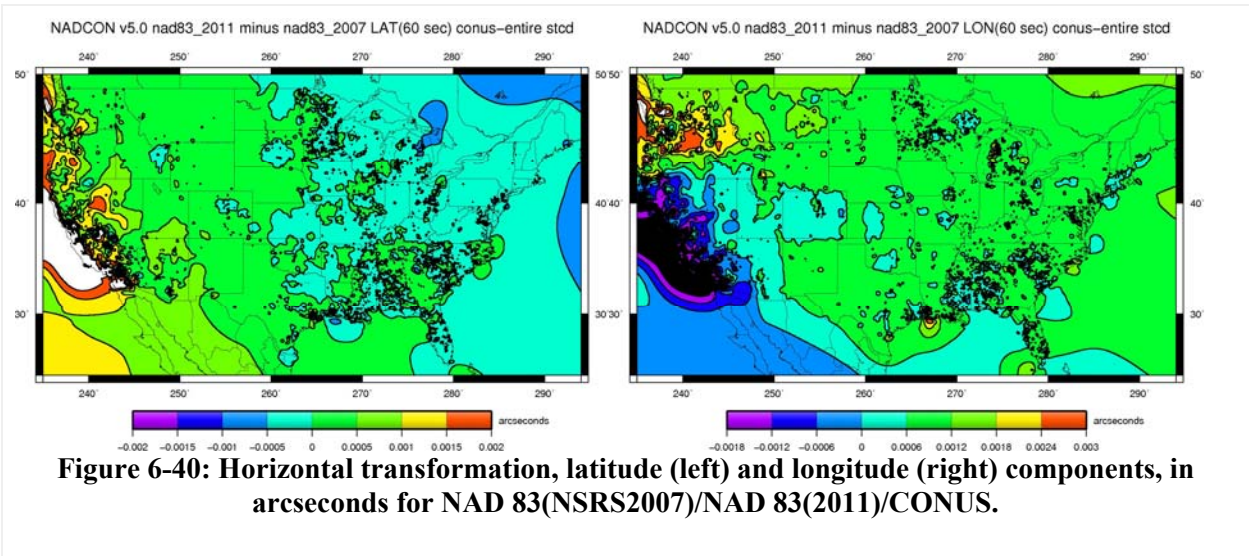 NADCON v5.0 nad83_2011 minus nad83_2007 LAT(60 sec) conus-entire stcd
240° 250° 260° 270° 280° 290°
50°
40°
30°
240° 250° 260° 270° 280° 290°
arcseconds
-0.002 -0.0015 -0.001 -0.0005 0 0.0005 0.001 0.0015 0.002
NADCON v5.0 nad83_2011 minus nad83_2007 LON(60 sec) conus-entire stcd
240° 250° 260° 270° 280° 290°
50° 50°
40° 40°
30° 30°
240° 250° 260° 270° 280° 290°
arcseconds
-0.0018 -0.0012 -0.0006 0 0.0006 0.0012 0.0018 0.0024 0.003
Figure 6-40: Horizontal transformation, latitude (left) and longitude (right) components, in
arcseconds for NAD 83(NSRS2007)/NAD 83(2011)/CONUS.